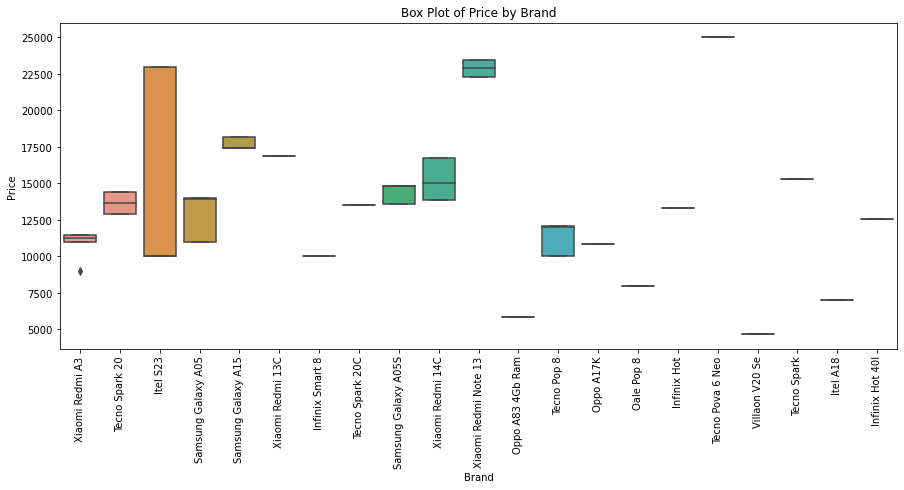 Box Plot of Price by Brand
25000
22500
20000
17500
15000
12500
10000
7500
5000
Price
Xiaomi Redmi A3
Tecno Spark 20
Itel S23
Samsung Galaxy A05
Samsung Galaxy A15
Xiaomi Redmi 13C
Infinix Smart 8
Tecno Spark 20C
Samsung Galaxy A05S
Xiaomi Redmi 14C
Xiaomi Redmi Note 13
Oppo A83 4Gb Ram
Tecno Pop 8
Oppo A17K
Oale Pop 8
Infinix Hot
Tecno Pova 6 Neo
Villaon V20 Se
Tecno Spark
Itel A18
Infinix Hot 40I
Brand